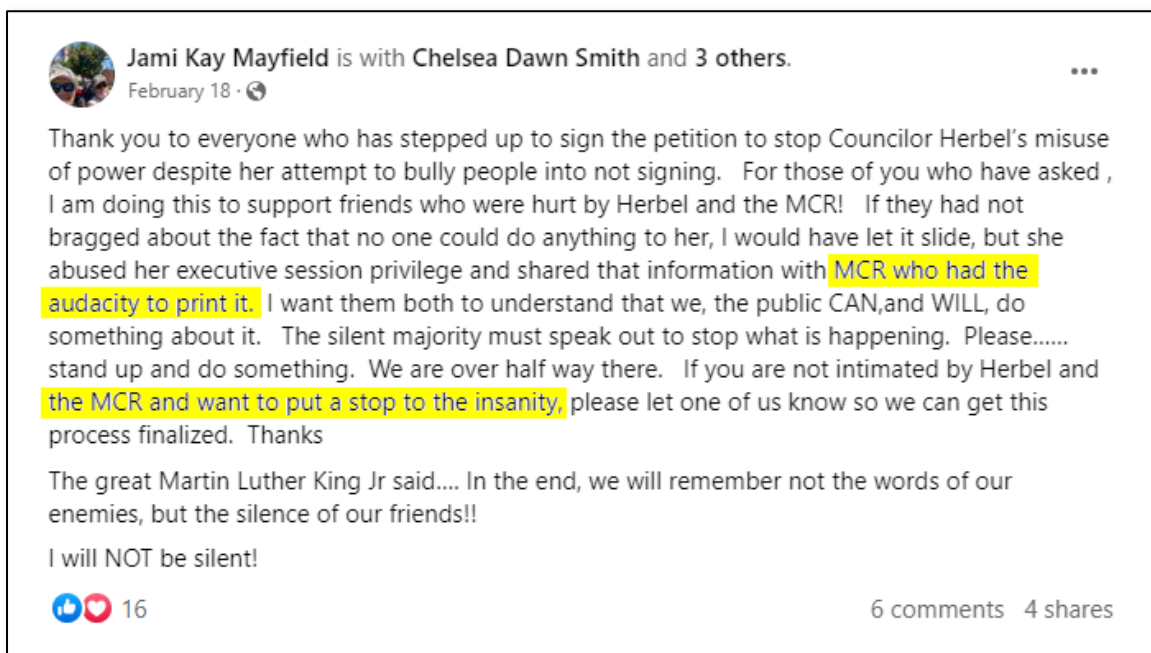 Jami Kay Mayfield is with Chelsea Dawn Smith and 3 others.
February 18 ·
Thank you to everyone who has stepped up to sign the petition to stop Councilor Herbel's misuse
of power despite her attempt to bully people into not signing. For those of you who have asked ,
I am doing this to support friends who were hurt by Herbel and the MCR! If they had not
bragged about the fact that no one could do anything to her, I would have let it slide, but she
abused her executive session privilege and shared that information with MCR who had the
audacity to print it. I want them both to understand that we, the public CAN,and WILL, do
something about it. The silent majority must speak out to stop what is happening. Please......
stand up and do something. We are over half way there. If you are not intimated by Herbel and
the MCR and want to put a stop to the insanity, please let one of us know so we can get this
process finalized. Thanks
The great Martin Luther King Jr said.... In the end, we will remember not the words of our
enemies, but the silence of our friends!!
I will NOT be silent!
16 6 comments 4 shares